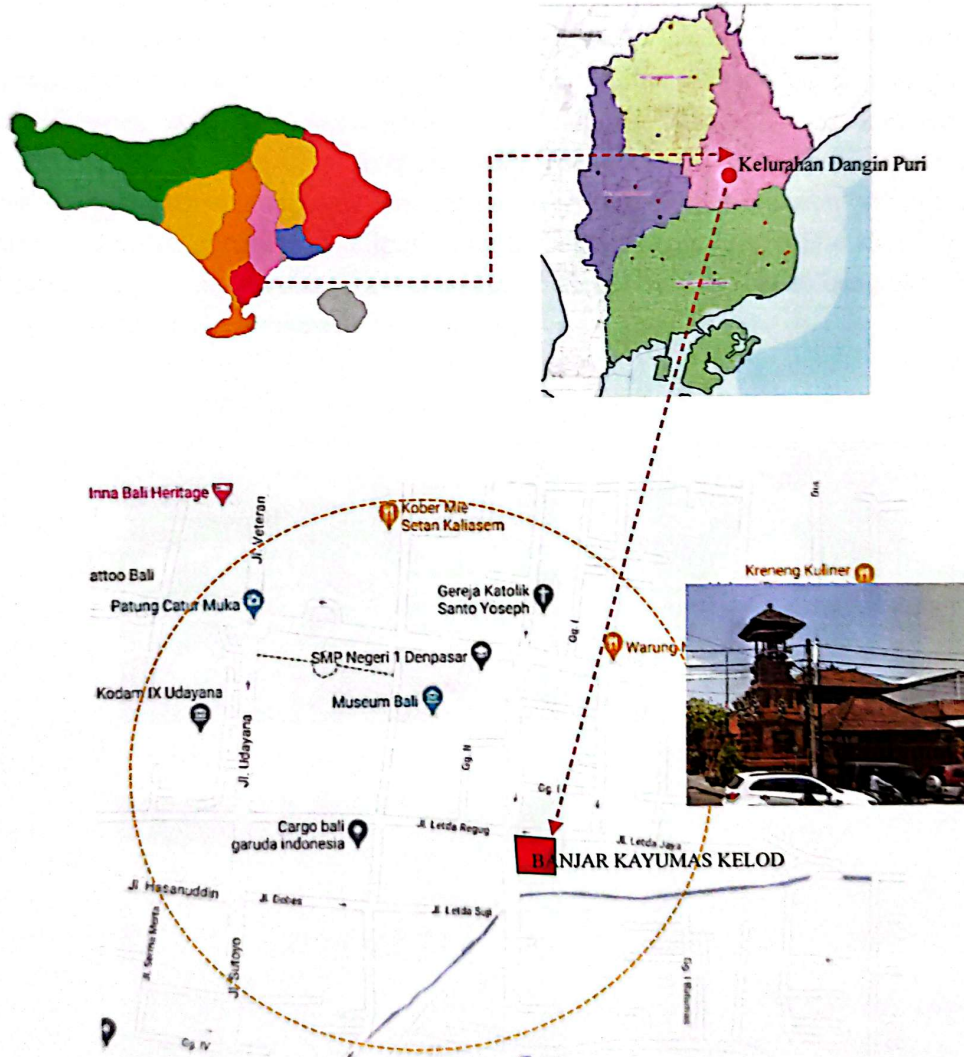 Kelurahan Dangin Puri
Inna Bali Heritage
Jl. Veteran
Kober Mie
Setan Kaliasem
attoo Bali
Patung Catur Muka
Gereja Katolik
Santo Yoseph
Kreneng Kuliner
Gg. I
SMP Negeri 1 Denpasar
Warung
Kodam IX Udayana
Museum Bali
Jl. Udayana
Gg. II
Gg. I
Cargo bali
garuda indonesia
Jl. Letda Regug
Jl. Letda Jaya
BANJAR KAYUMAS KELOD
Jl. Hasanuddin
Jl. Letda Suji
Jl. Serma Merta
Jl. Sutoyo
Gg. IV